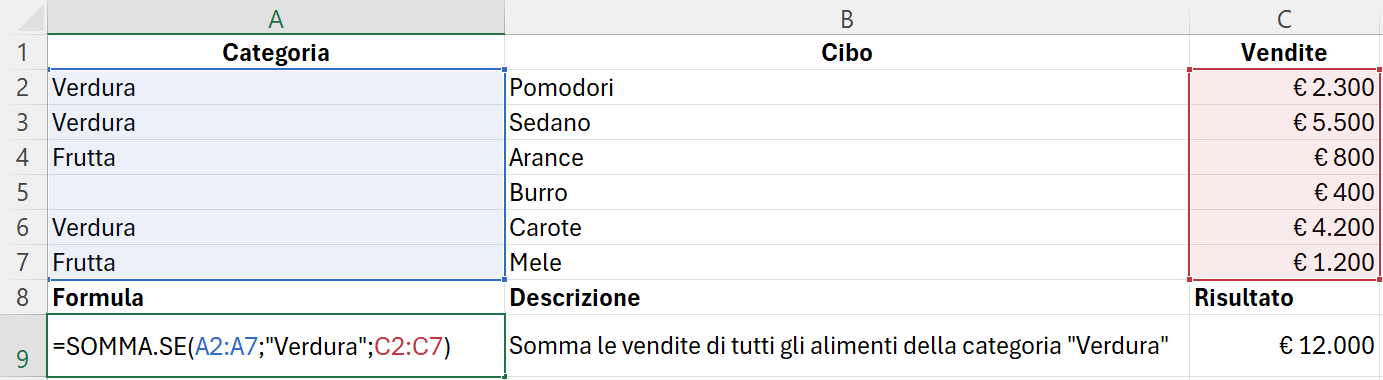 A B C
1 Categoria Cibo Vendite
2 Verdura Pomodori € 2.300
3 Verdura Sedano € 5.500
4 Frutta Arance € 800
5 Burro € 400
6 Verdura Carote € 4.200
7 Frutta Mele € 1.200
8 Formula Descrizione Risultato
9 =SOMMA.SE(A2:A7;"Verdura";C2:C7) Somma le vendite di tutti gli alimenti della categoria "Verdura" € 12.000